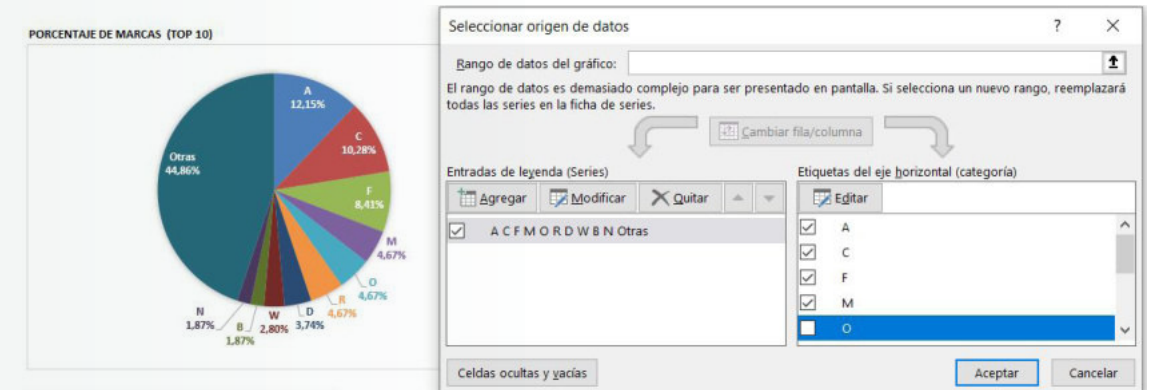 PORCENTAJE DE MARCAS (TOP 10)
A
12,15%
C
10,28%
F
8,41%
M
4,67%
O
4,67%
R
4,67%
D
3,74%
W
2,80%
B
1,87%
N
1,87%
Otras
44,86%
Seleccionar origen de datos
?
Rango de datos del gráfico:
El rango de datos es demasiado complejo para ser presentado en pantalla. Si selecciona un nuevo rango, reemplazará
todas las series en la ficha de series.
Cambiar fila/columna
Entradas de leyenda (Series)
Agregar Modificar Quitar
A C F M O R D W B N Otras
Etiquetas del eje horizontal (categoría)
Editar
A
C
F
M
O
Celdas ocultas y vacías
Aceptar Cancelar